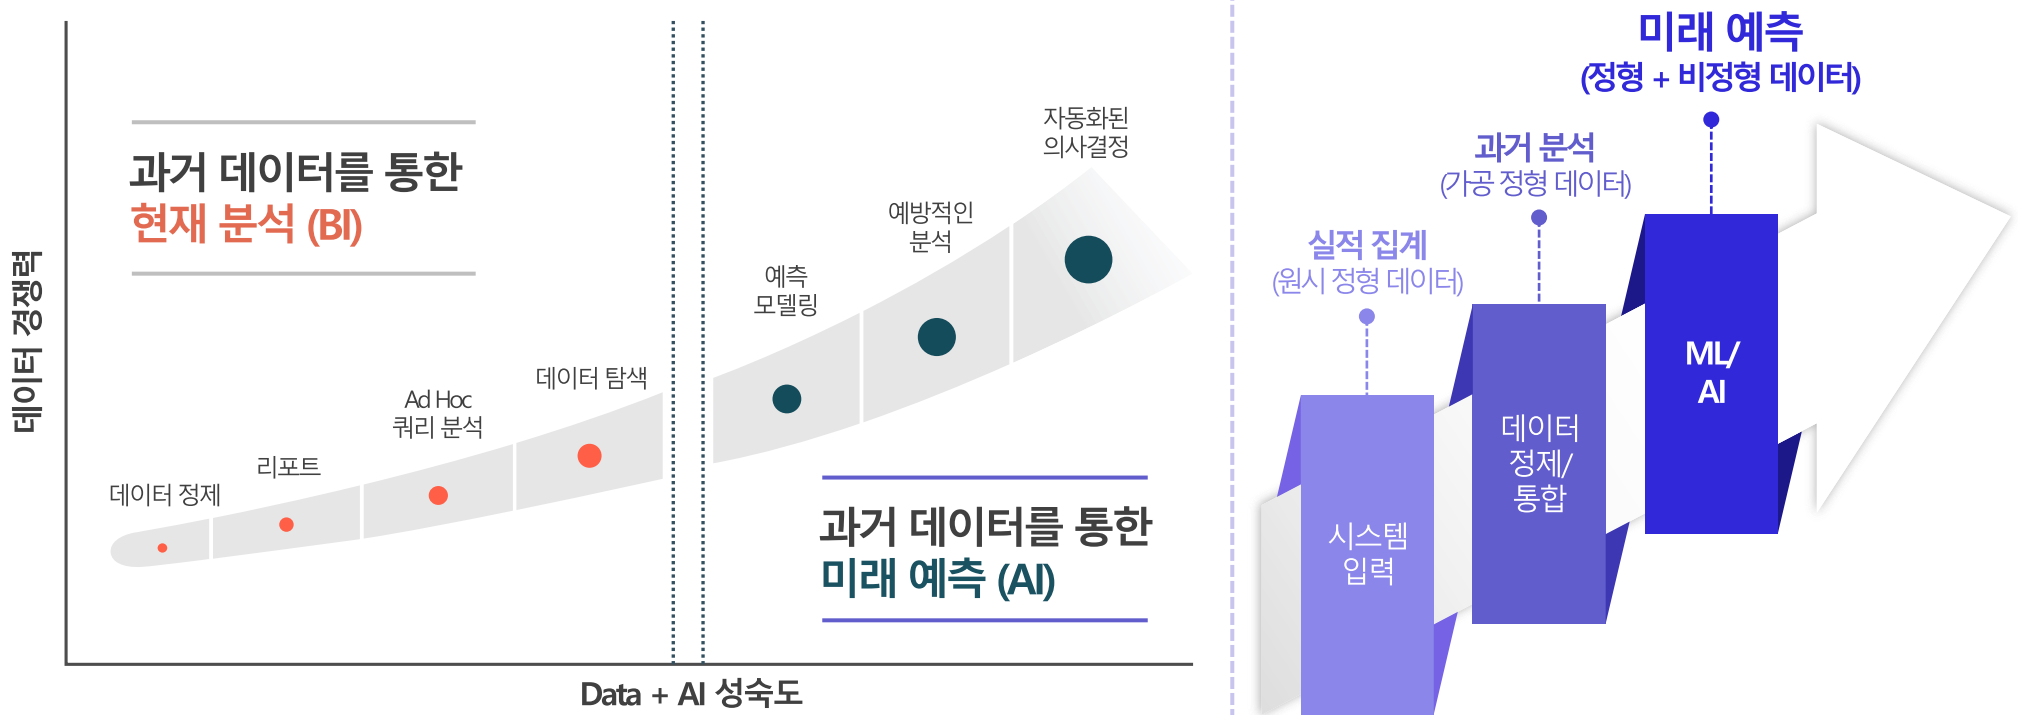 데이터 경쟁력
과거 데이터를 통한
현재 분석 (BI)
데이터 정제
리포트
Ad Hoc
쿼리 분석
데이터 탐색
예측
모델링
예방적인
분석
자동화된
의사결정
과거 데이터를 통한
미래 예측 (AI)
Data + AI 성숙도
실적 집계
(원시 정형 데이터)
시스템
입력
과거 분석
(가공 정형 데이터)
데이터
정제/
통합
미래 예측
(정형 + 비정형 데이터)
ML/
AI